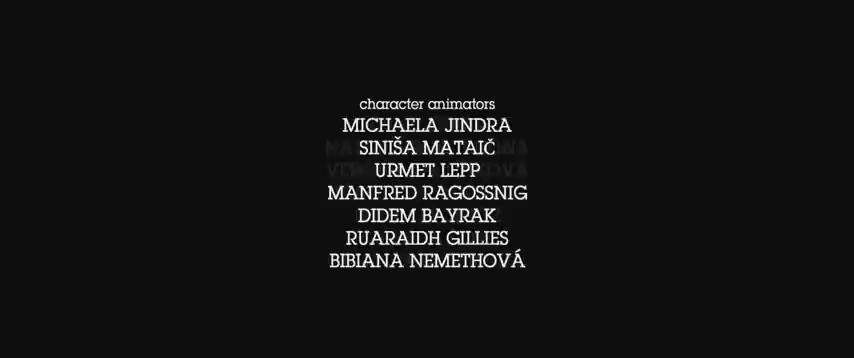 character animators
MICHAELA JINDRA
SINIŠA MATAIČ
URMET LEPP
MANFRED RAGOSSNIG
DIDEM BAYRAK
RUARAIDH GILLIES
BIBIANA NEMETHOVÁ